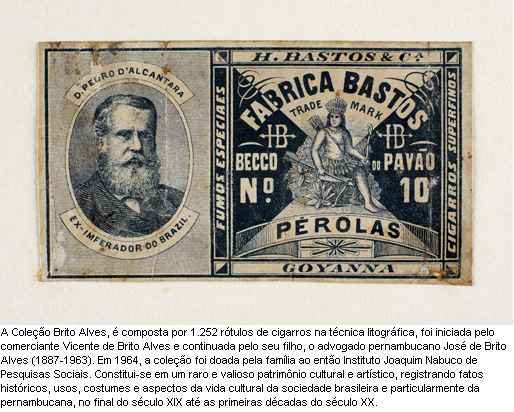 D. PEDRO D'ALCANTARA
EX-IMPERADOR DO BRAZIL.
FUMOS ESPECIAES
H. BASTOS & Cª
FABRICA BASTOS
TRADE MARK
HB HB
BECCO DO PAVÃO
Nº 10
PÉROLAS
GOYANNA
CIGARROS SUPERFINOS
A Coleção Brito Alves, é composta por 1.252 rótulos de cigarros na técnica litográfica, foi iniciada pelo
comerciante Vicente de Brito Alves e continuada pelo seu filho, o advogado pernambucano José de Brito
Alves (1887-1963). Em 1964, a coleção foi doada pela família ao então Instituto Joaquim Nabuco de
Pesquisas Sociais. Constitui-se em um raro e valioso patrimônio cultural e artístico, registrando fatos
históricos, usos, costumes e aspectos da vida cultural da sociedade brasileira e particularmente da
pernambucana, no final do século XIX até as primeiras décadas do século XX.